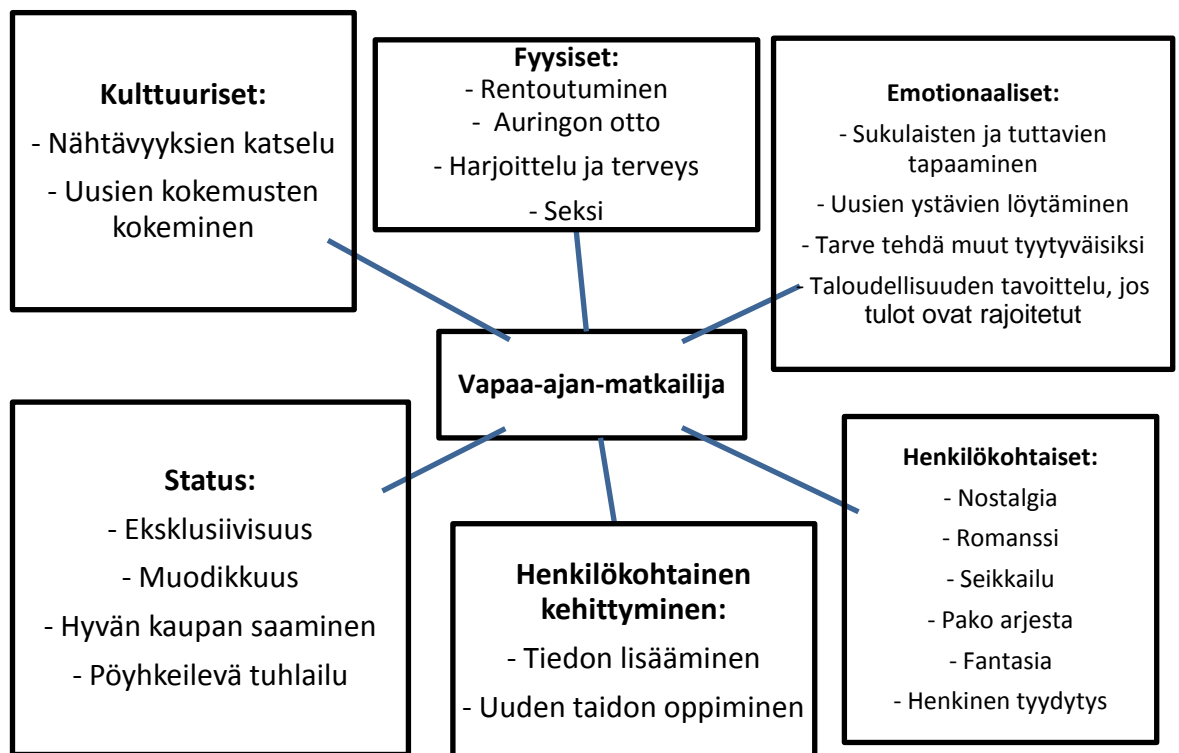 Kulttuuriset:
- Nähtävyyksien katselu
- Uusien kokemusten
kokeminen
Fyysiset:
- Rentoutuminen
- Auringon otto
- Harjoittelu ja terveys
- Seksi
Emotionaaliset:
- Sukulaisten ja tuttavien
tapaaminen
- Uusien ystävien löytäminen
- Tarve tehdä muut tyytyväisiksi
- Taloudellisuuden tavoittelu, jos
tulot ovat rajoitetut
Vapaa-ajan-matkailija
Status:
- Eksklusiivisuus
- Muodikkuus
- Hyvän kaupan saaminen
- Pöyhkeilevä tuhlailu
Henkilökohtainen
kehittyminen:
- Tiedon lisääminen
- Uuden taidon oppiminen
Henkilökohtaiset:
- Nostalgia
- Romanssi
- Seikkailu
- Pako arjesta
- Fantasia
- Henkinen tyydytys